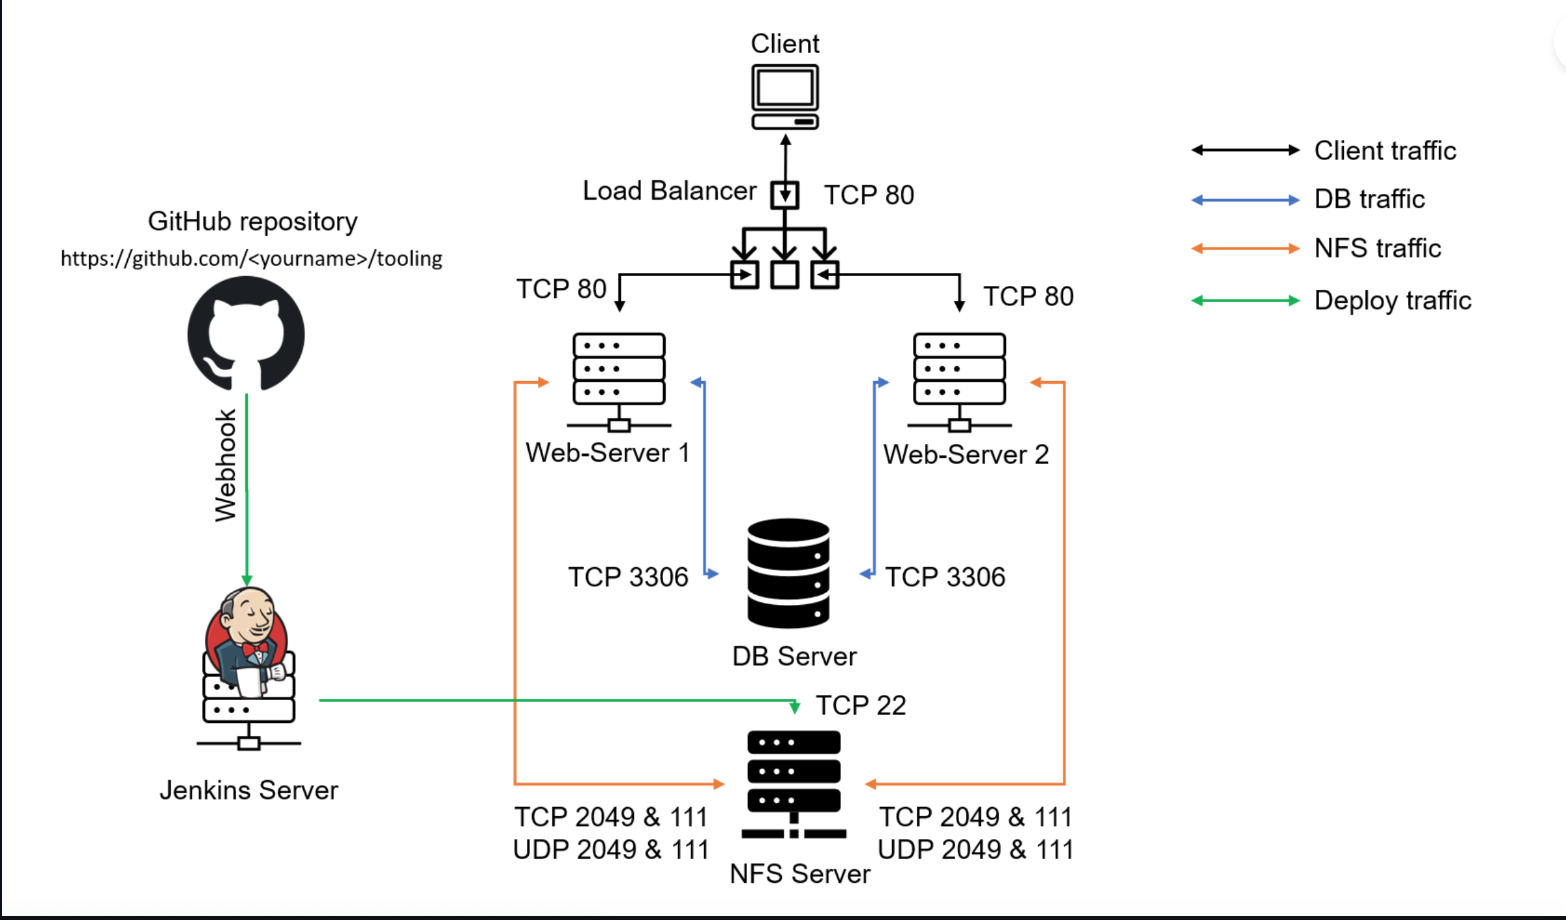 Client
Load Balancer
TCP 80
GitHub repository
https://github.com/<yourname>/tooling
Client traffic
DB traffic
NFS traffic
Deploy traffic
TCP 80
TCP 80
Webhook
Web-Server 1
Web-Server 2
TCP 3306
TCP 3306
DB Server
TCP 22
Jenkins Server
TCP 2049 & 111
UDP 2049 & 111
TCP 2049 & 111
UDP 2049 & 111
NFS Server